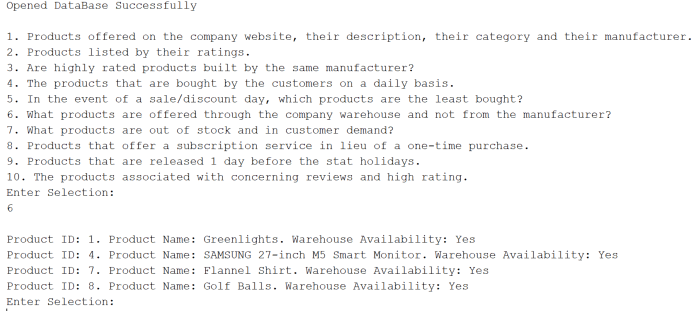 Opened DataBase Successfully
1. Products offered on the company website, their description, their category and their manufacturer.
2. Products listed by their ratings.
3. Are highly rated products built by the same manufacturer?
4. The products that are bought by the customers on a daily basis.
5. In the event of a sale/discount day, which products are the least bought?
6. What products are offered through the company warehouse and not from the manufacturer?
7. What products are out of stock and in customer demand?
8. Products that offer a subscription service in lieu of a one-time purchase.
9. Products that are released 1 day before the stat holidays.
10. The products associated with concerning reviews and high rating.
Enter Selection:
6
Product ID: 1. Product Name: Greenlights. Warehouse Availability: Yes
Product ID: 4. Product Name: SAMSUNG 27-inch M5 Smart Monitor. Warehouse Availability: Yes
Product ID: 7. Product Name: Flannel Shirt. Warehouse Availability: Yes
Product ID: 8. Product Name: Golf Balls. Warehouse Availability: Yes
Enter Selection: